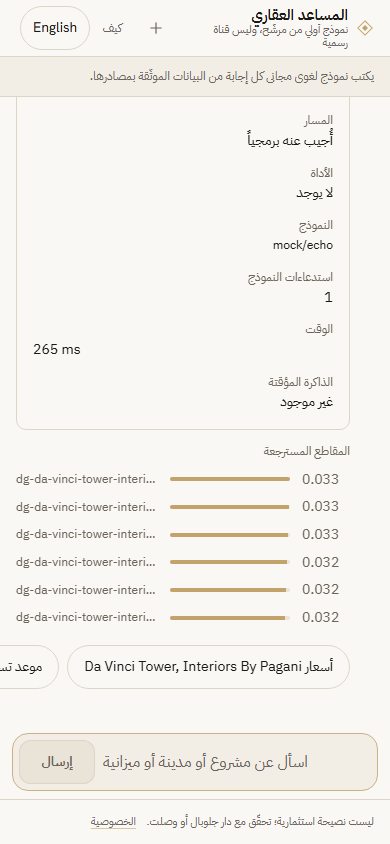 المساعد العقاري
نموذج أولي من مرشّح، وليس قناة
رسمية
كيف
English
يكتب نموذج لغوي مجاني كل إجابة من البيانات الموثّقة بمصادرها.
المسار
أُجيب عنه برمجياً
الأداة
لا يوجد
النموذج
mock/echo
استدعاءات النموذج
1
الوقت
265 ms
الذاكرة المؤقتة
غير موجود
المقاطع المسترجعة
0.033 dg-da-vinci-tower-interi...
0.033 dg-da-vinci-tower-interi...
0.033 dg-da-vinci-tower-interi...
0.032 dg-da-vinci-tower-interi...
0.032 dg-da-vinci-tower-interi...
0.032 dg-da-vinci-tower-interi...
أسعار Da Vinci Tower, Interiors By Pagani
موعد
اسأل عن مشروع أو مدينة أو ميزانية
إرسال
ليست نصيحة استثمارية؛ تحقّق مع دار جلوبال أو وصلت. الخصوصية